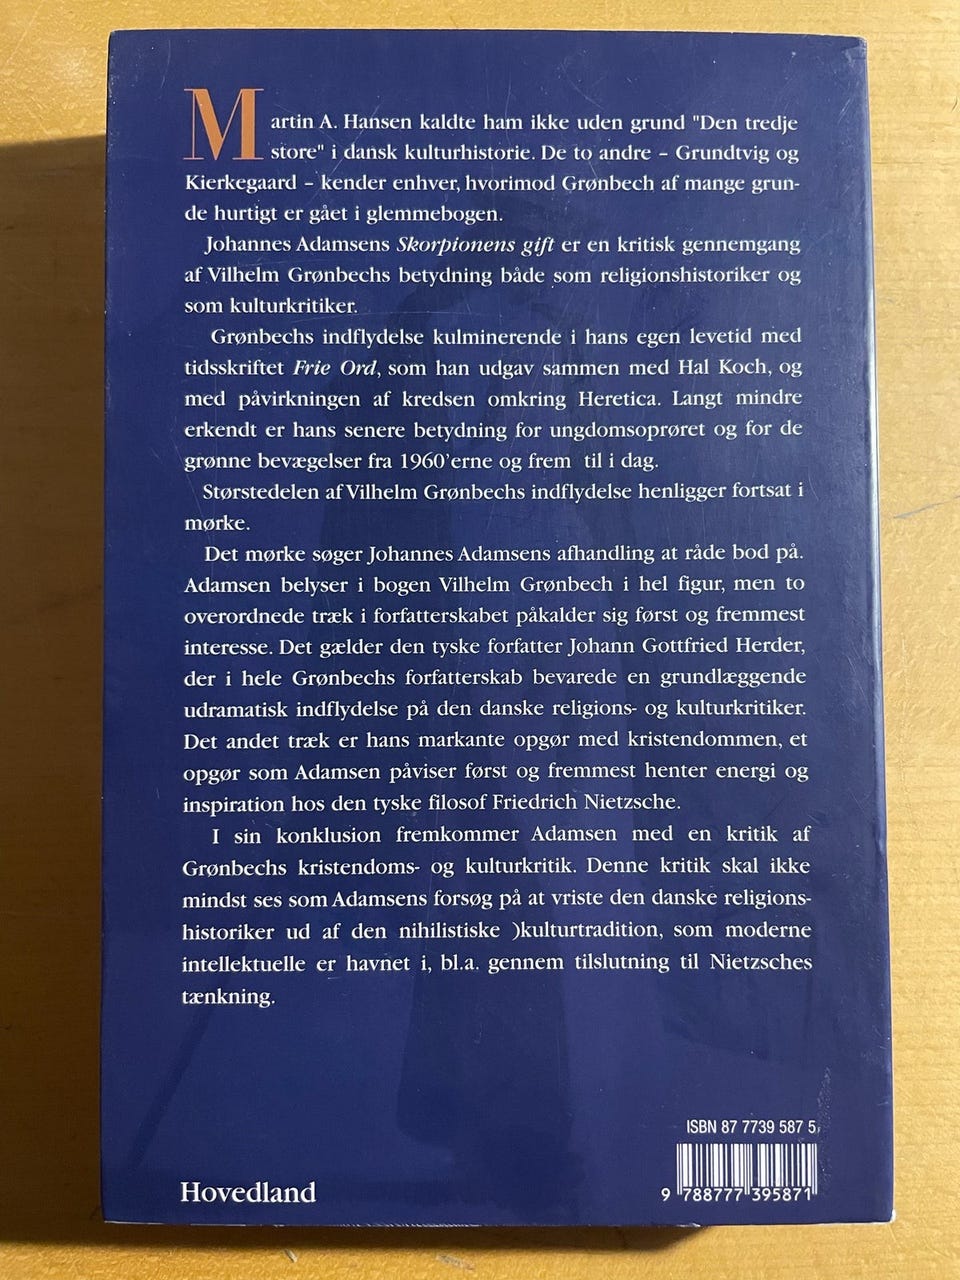 Martin A. Hansen kaldte ham ikke uden grund "Den tredje
store" i dansk kulturhistorie. De to andre – Grundtvig og
Kierkegaard – kender enhver, hvorimod Grønbech af mange grun-
de hurtigt er gået i glemmebogen.
Johannes Adamsens Skorpionens gift er en kritisk gennemgang
af Vilhelm Grønbechs betydning både som religionshistoriker og
som kulturkritiker.
Grønbechs indflydelse kulminerende i hans egen levetid med
tidsskriftet Frie Ord, som han udgav sammen med Hal Koch, og
med påvirkningen af kredsen omkring Heretica. Langt mindre
erkendt er hans senere betydning for ungdomsoprøret og for de
grønne bevægelser fra 1960'erne og frem til i dag.
Størstedelen af Vilhelm Grønbechs indflydelse henligger fortsat i
mørke.
Det mørke søger Johannes Adamsens afhandling at råde bod på.
Adamsen belyser i bogen Vilhelm Grønbech i hel figur, men to
overordnede træk i forfatterskabet påkalder sig først og fremmest
interesse. Det gælder den tyske forfatter Johann Gottfried Herder,
der i hele Grønbechs forfatterskab bevarede en grundlæggende
udramatisk indflydelse på den danske religions- og kulturkritiker.
Det andet træk er hans markante opgør med kristendommen, et
opgør som Adamsen påviser først og fremmest henter energi og
inspiration hos den tyske filosof Friedrich Nietzsche.
I sin konklusion fremkommer Adamsen med en kritik af
Grønbechs kristendoms- og kulturkritik. Denne kritik skal ikke
mindst ses som Adamsens forsøg på at vriste den danske religions-
historiker ud af den nihilistiske )kulturtradition, som moderne
intellektuelle er havnet i, bl.a. gennem tilslutning til Nietzsches
tænkning.
ISBN 87 7739 587 5
9 788777 395871
Hovedland